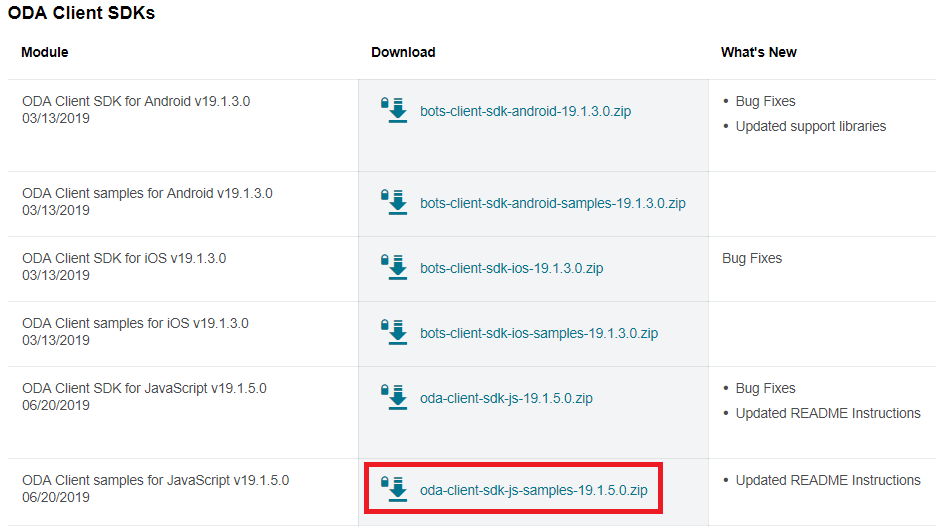 ODA Client SDKs
Module Download What's New
ODA Client SDK for Android v19.1.3.0
03/13/2019
bots-client-sdk-android-19.1.3.0.zip
• Bug Fixes
• Updated support libraries
ODA Client samples for Android v19.1.3.0
03/13/2019
bots-client-sdk-android-samples-19.1.3.0.zip
ODA Client SDK for iOS v19.1.3.0
03/13/2019
bots-client-sdk-ios-19.1.3.0.zip
Bug Fixes
ODA Client samples for iOS v19.1.3.0
03/13/2019
bots-client-sdk-ios-samples-19.1.3.0.zip
ODA Client SDK for JavaScript v19.1.5.0
06/20/2019
oda-client-sdk-js-19.1.5.0.zip
• Bug Fixes
• Updated README Instructions
ODA Client samples for JavaScript v19.1.5.0
06/20/2019
oda-client-sdk-js-samples-19.1.5.0.zip
• Updated README Instructions